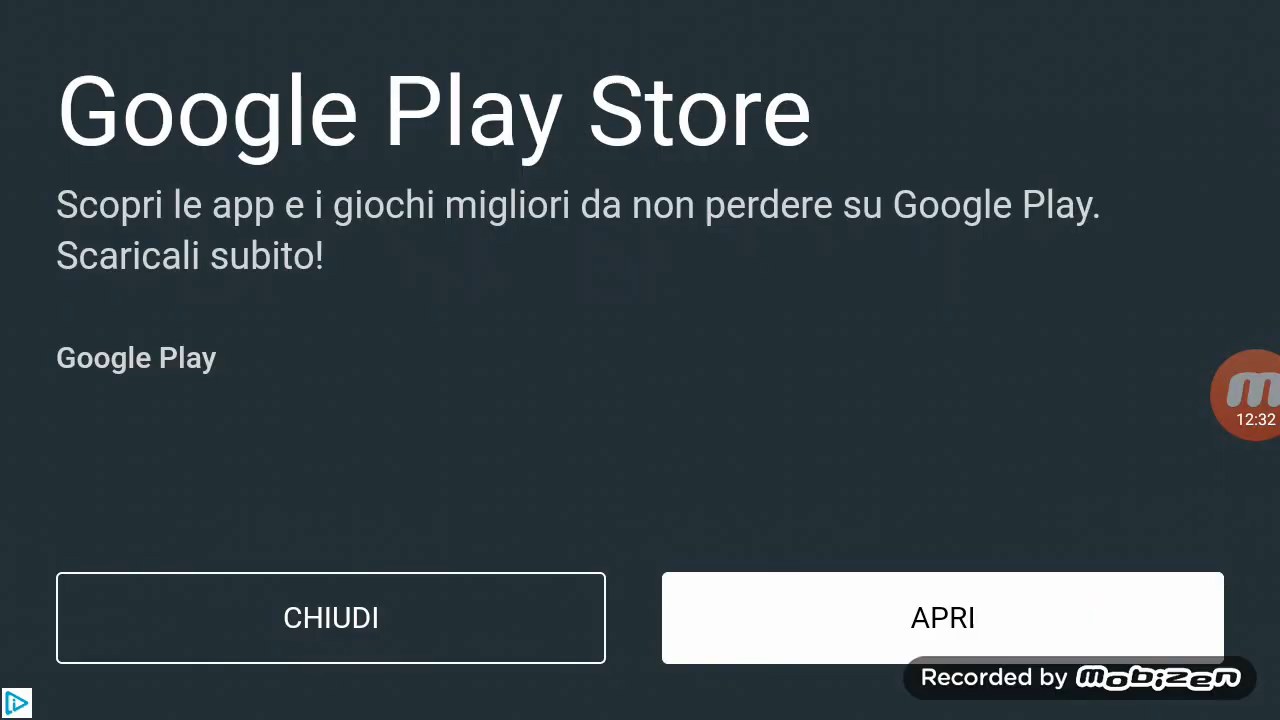 Google Play Store
Scopri le app e i giochi migliori da non perdere su Google Play.
Scaricali subito!
Google Play
12:32
CHIUDI
APRI
Recorded by mobizen